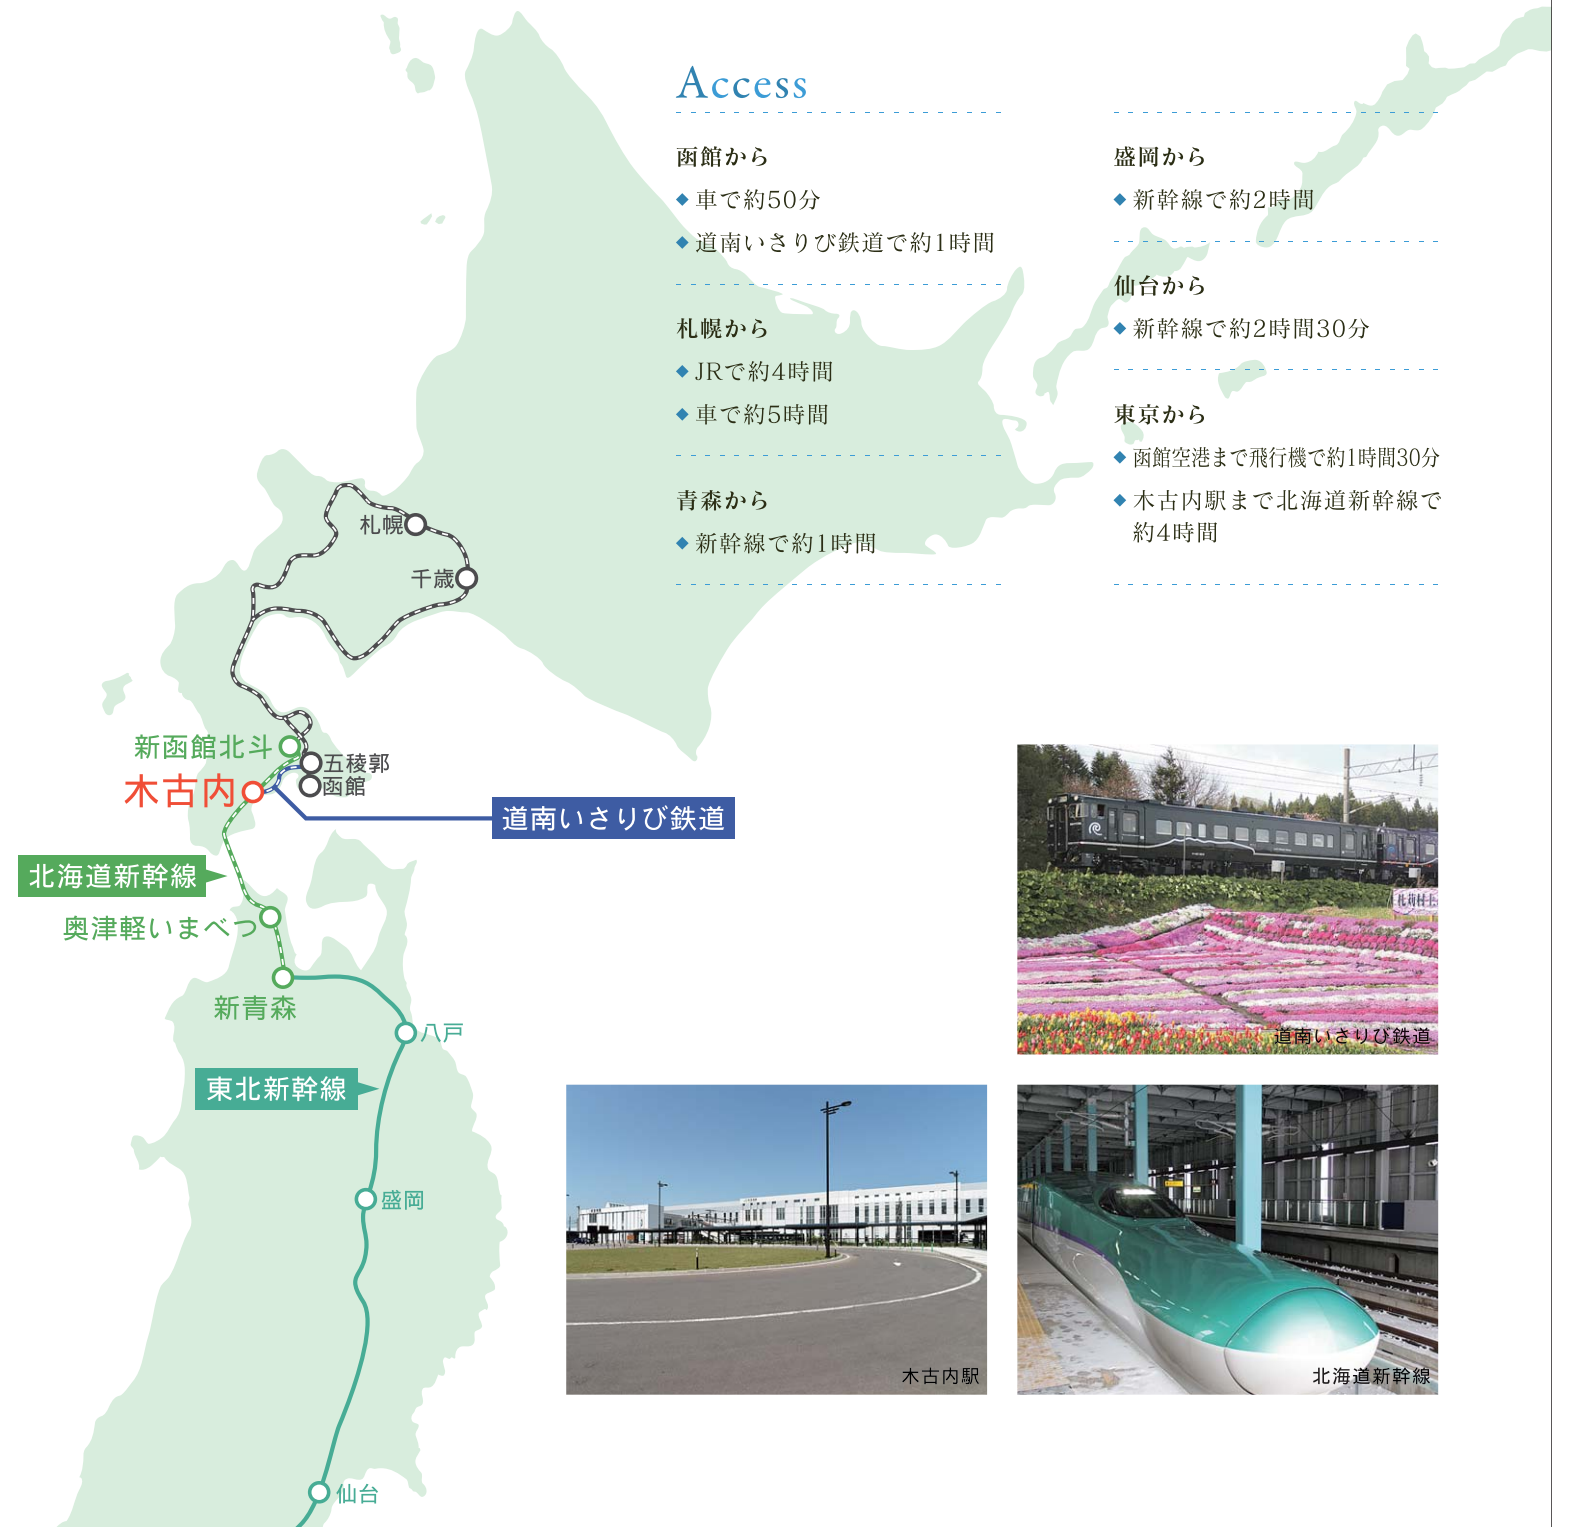 Access
函館から
◆車で約50分
◆道南いさりび鉄道で約1時間
札幌から
◆JRで約4時間
◆車で約5時間
青森から
◆新幹線で約1時間
盛岡から
◆新幹線で約2時間
仙台から
◆新幹線で約2時間30分
東京から
◆函館空港まで飛行機で約1時間30分
◆木古内駅まで北海道新幹線で
約4時間
札幌
千歳
新函館北斗
五稜郭
木古内
函館
道南いさりび鉄道
北海道新幹線
奥津軽いまべつ
新青森
八戸
東北新幹線
盛岡
仙台
札苅村上
道南いさりび鉄道
木古内駅
北海道新幹線